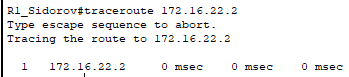 R1_Sidorov#traceroute 172.16.22.2
Type escape sequence to abort.
Tracing the route to 172.16.22.2
1 172.16.22.2 0 msec 0 msec 0 msec